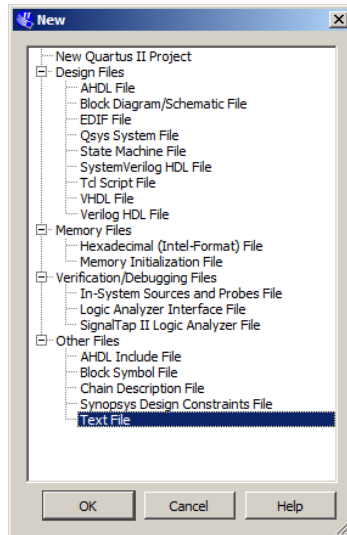 New
New Quartus II Project
Design Files
AHDL File
Block Diagram/Schematic File
EDIF File
Qsys System File
State Machine File
SystemVerilog HDL File
Tcl Script File
VHDL File
Verilog HDL File
Memory Files
Hexadecimal (Intel-Format) File
Memory Initialization File
Verification/Debugging Files
In-System Sources and Probes File
Logic Analyzer Interface File
SignalTap II Logic Analyzer File
Other Files
AHDL Include File
Block Symbol File
Chain Description File
Synopsys Design Constraints File
Text File
OK Cancel Help